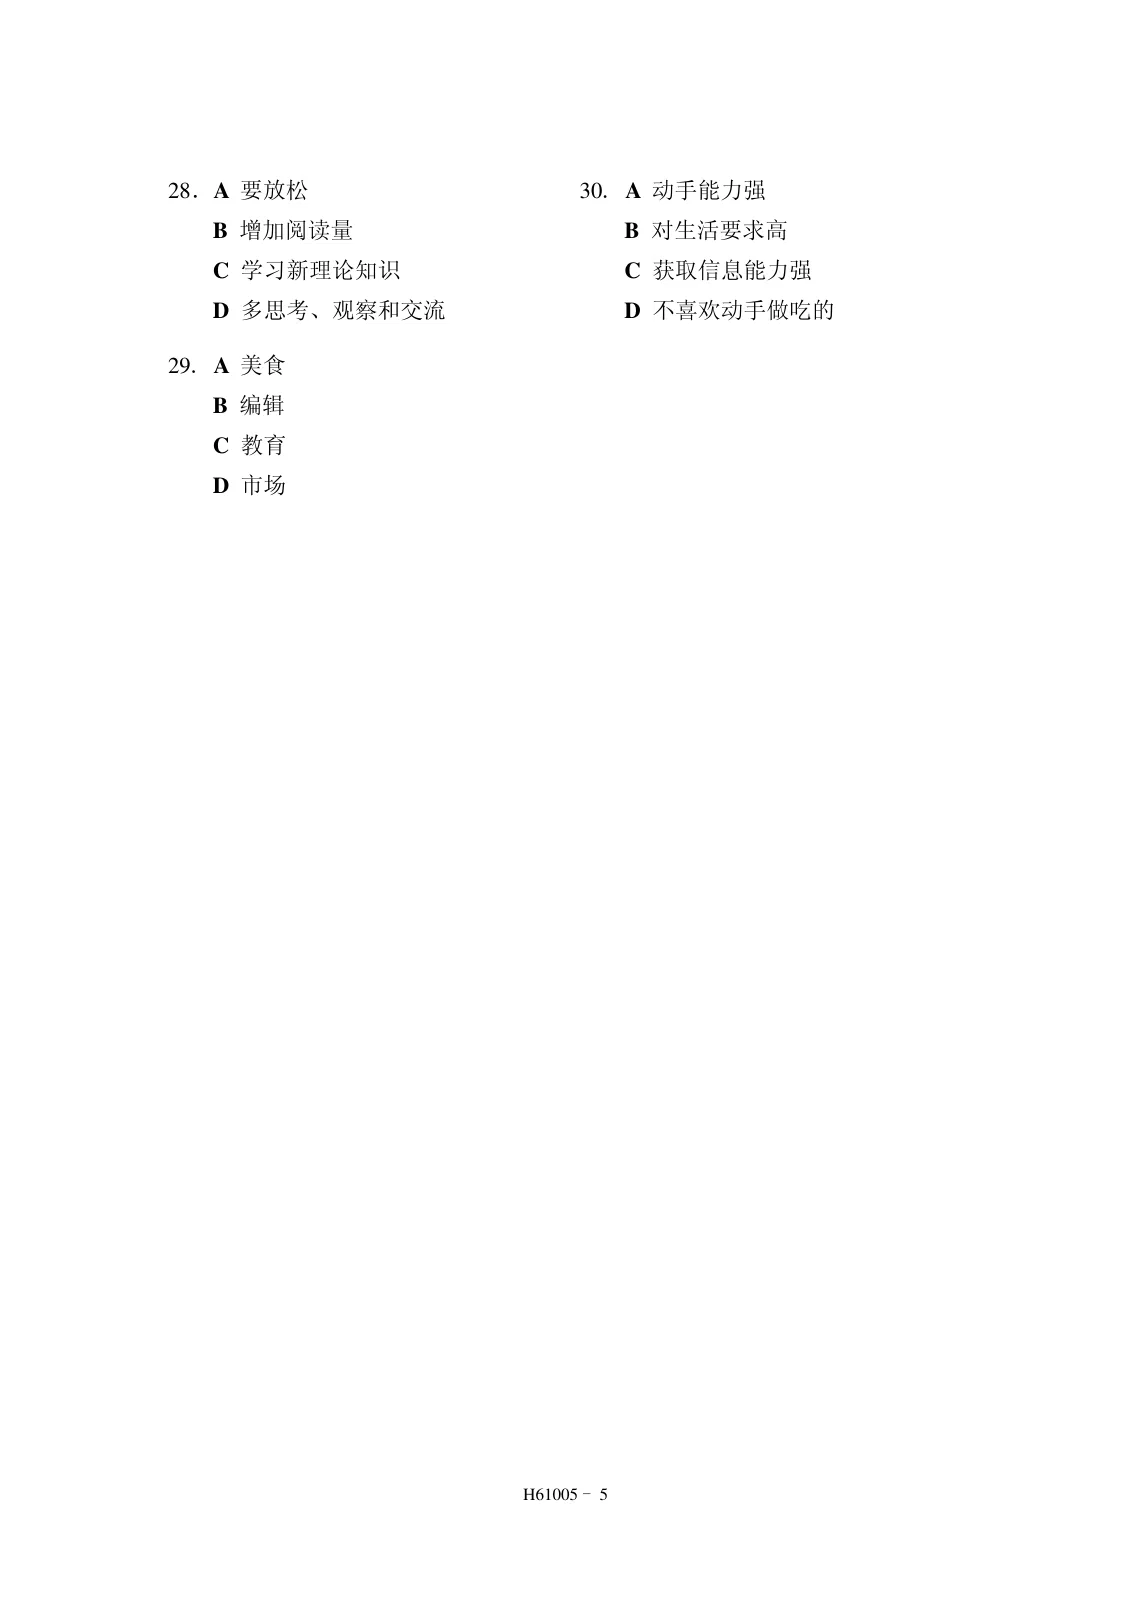 28． A 要放松
B 增加阅读量
C 学习新理论知识
D 多思考、观察和交流
29． A 美食
B 编辑
C 教育
D 市场
30． A 动手能力强
B 对生活要求高
C 获取信息能力强
D 不喜欢动手做吃的
H61005﹣ 5